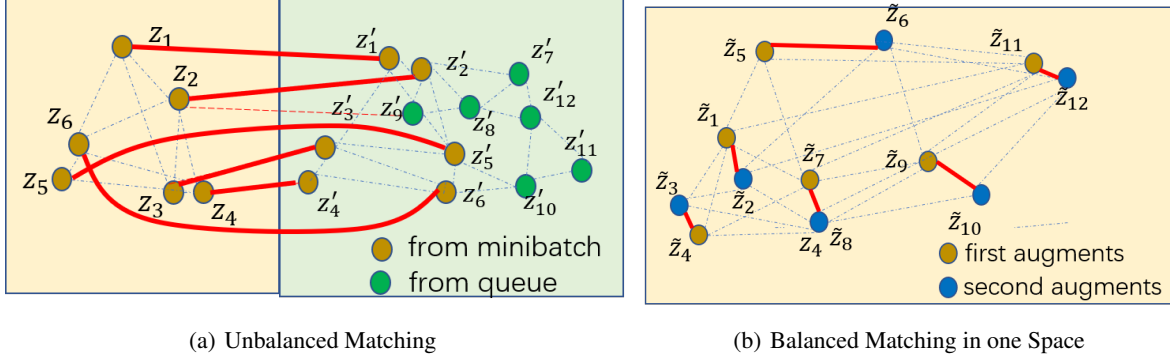 z₁
z₂
z₆
z₅
z₃
z₄
z′₁
z′₂
z′₇
z′₃
z′₉
z′₈
z′₁₂
z′₅
z′₁₁
z′₄
z′₆
z′₁₀
from minibatch
from queue
(a) Unbalanced Matching
z̃₆
z̃₅
z̃₁₁
z̃₁₂
z̃₁
z̃₇
z̃₉
z̃₃
z̃₂
z̃₄
z₄
z̃₈
z̃₁₀
first augments
second augments
(b) Balanced Matching in one Space